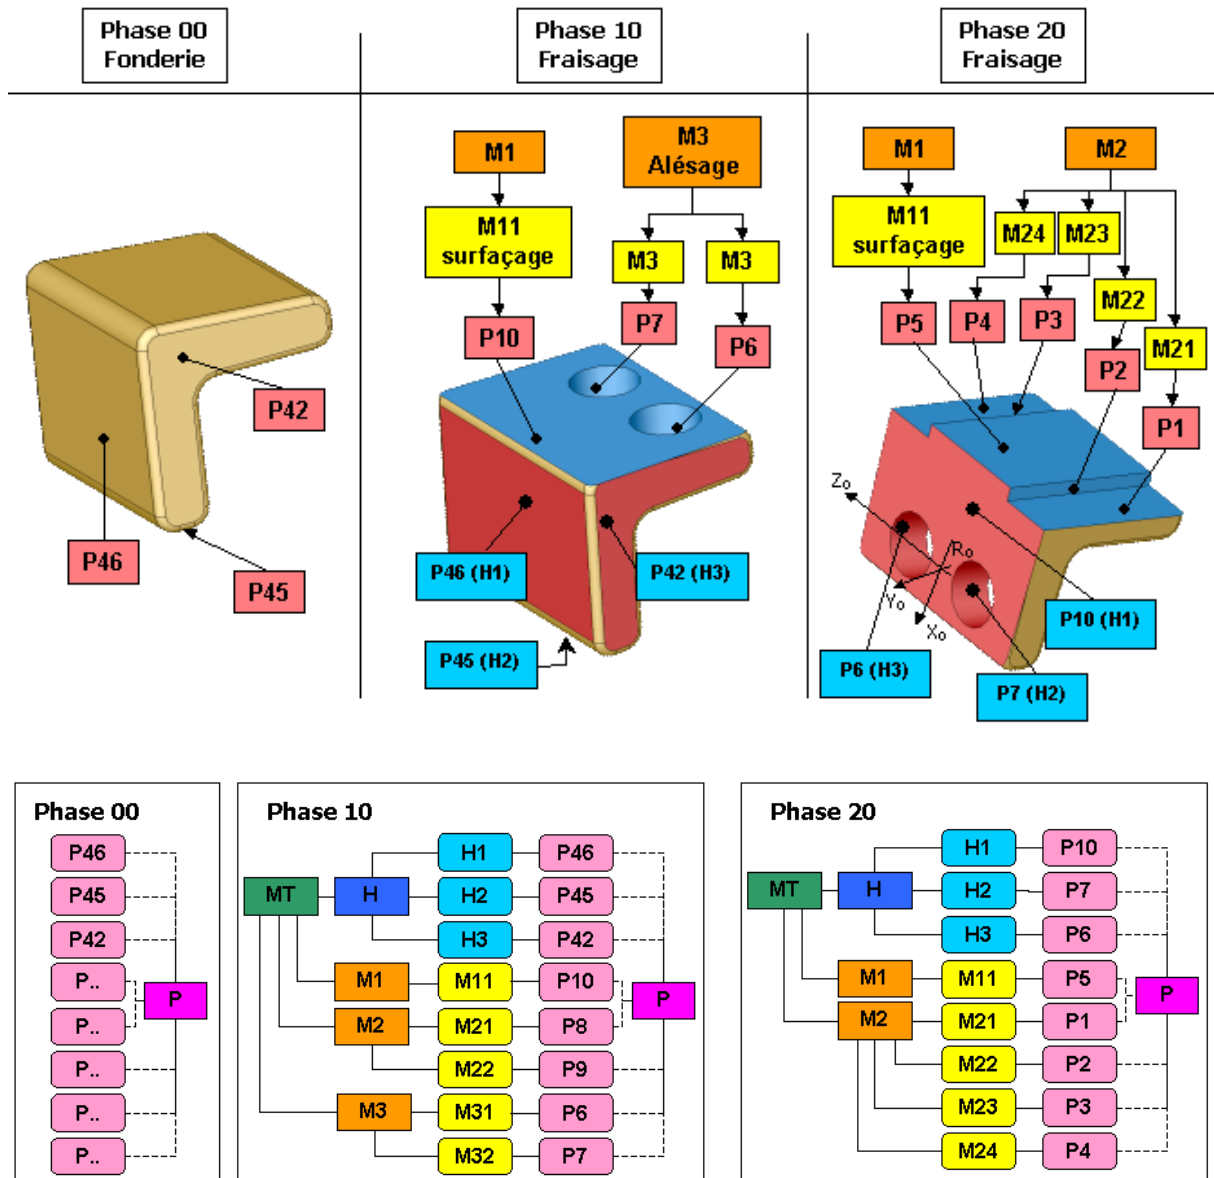 Phase 00
Fonderie
Phase 10
Fraisage
Phase 20
Fraisage
P42
P46
P45
M1
M3
Alésage
M11
surfaçage
M3
M3
P10
P7
P6
P46 (H1)
P42 (H3)
P45 (H2)
M1
M2
M11
surfaçage
M24
M23
M22
M21
P5
P4
P3
P2
P1
Zo
Ro
Yo
Xo
P10 (H1)
P6 (H3)
P7 (H2)
Phase 00
P46
P45
P42
P..
P
P..
P..
P..
P..
Phase 10
H1 P46
MT H H2 P45
H3 P42
M1 M11 P10 P
M2 M21 P8
M22 P9
M3 M31 P6
M32 P7
Phase 20
H1 P10
MT H H2 P7
H3 P6
M1 M11 P5 P
M2 M21 P1
M22 P2
M23 P3
M24 P4